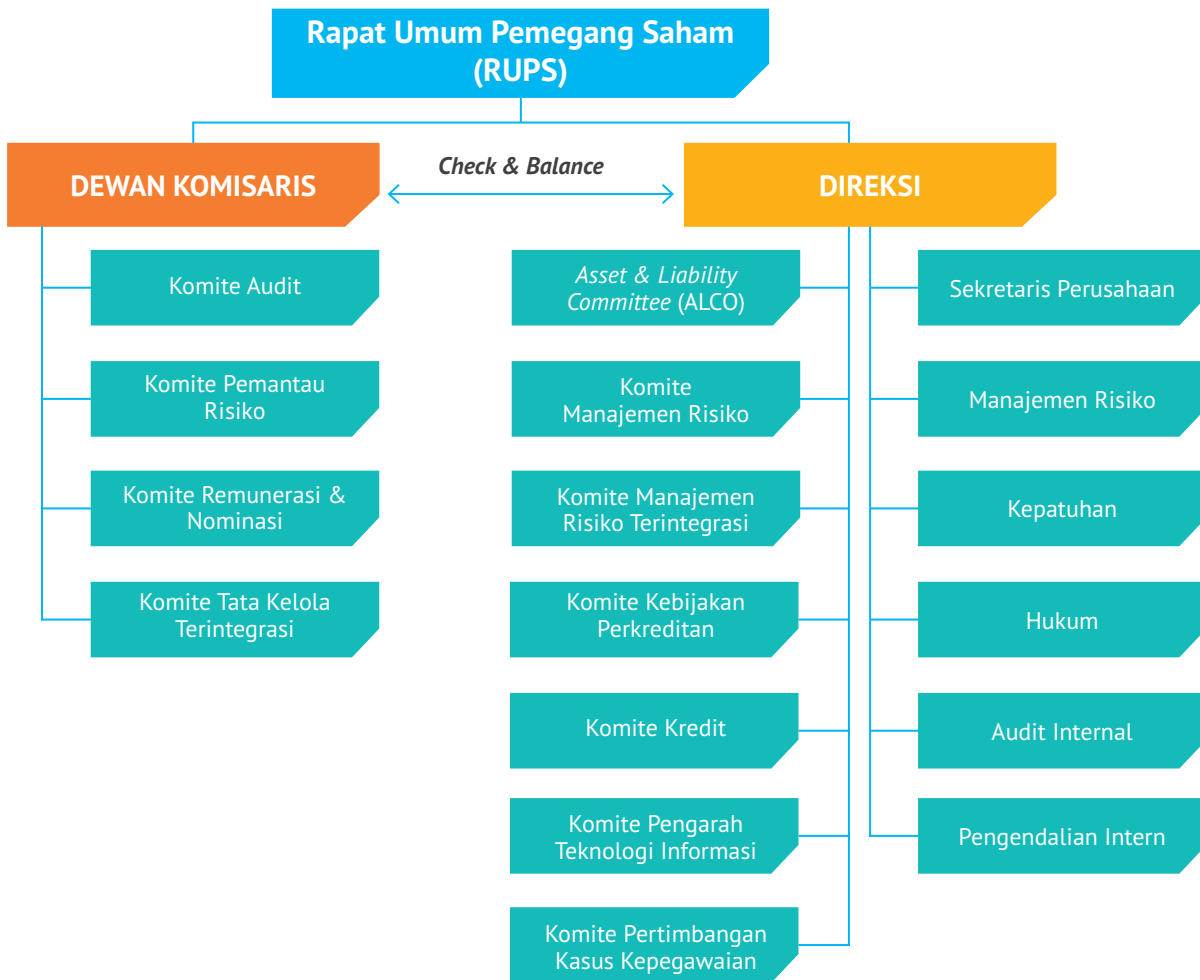 Rapat Umum Pemegang Saham
(RUPS)
DEWAN KOMISARIS
Check & Balance
DIREKSI
Komite Audit
Komite Pemantau
Risiko
Komite Remunerasi &
Nominasi
Komite Tata Kelola
Terintegrasi
Asset & Liability
Committee (ALCO)
Komite
Manajemen Risiko
Komite Manajemen
Risiko Terintegrasi
Komite Kebijakan
Perkreditan
Komite Kredit
Komite Pengarah
Teknologi Informasi
Komite Pertimbangan
Kasus Kepegawaian
Sekretaris Perusahaan
Manajemen Risiko
Kepatuhan
Hukum
Audit Internal
Pengendalian Intern